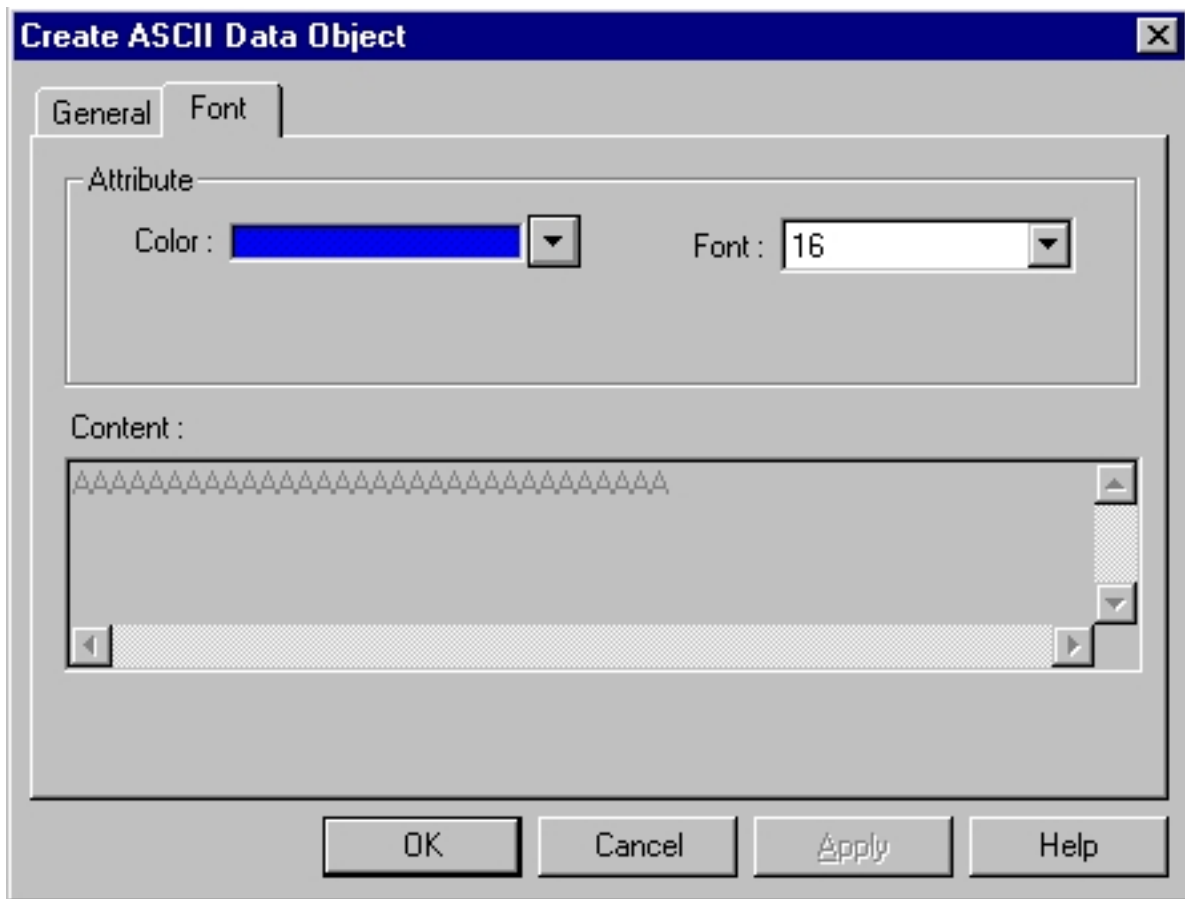 Create ASCII Data Object
General Font
Attribute
Color : Font : 16
Content :
AAAAAAAAAAAAAAAAAAAAAAAAAAAAAAAA
OK Cancel Apply Help